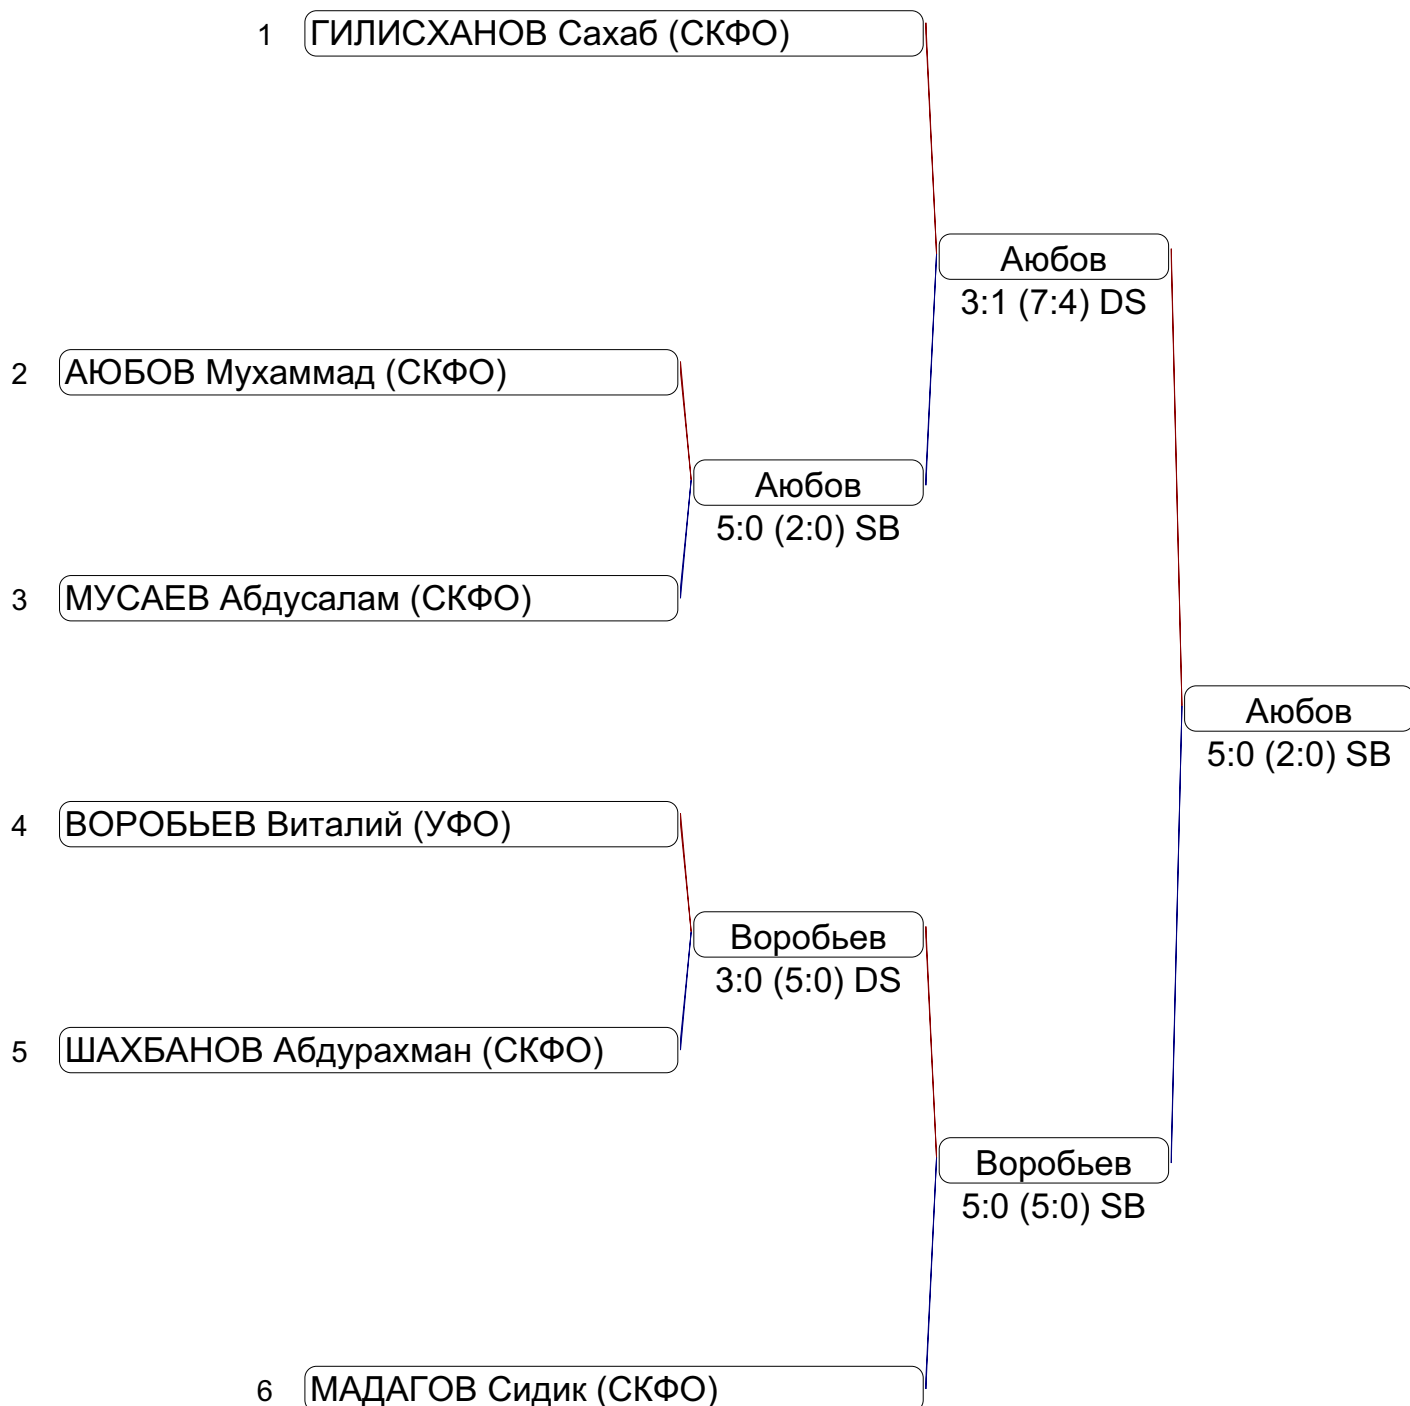 1 ГИЛИСХАНОВ Сахаб (СКФО)
Аюбов
3:1 (7:4) DS
2 АЮБОВ Мухаммад (СКФО)
Аюбов
5:0 (2:0) SB
3 МУСАЕВ Абдусалам (СКФО)
Аюбов
5:0 (2:0) SB
4 ВОРОБЬЕВ Виталий (УФО)
Воробьев
3:0 (5:0) DS
5 ШАХБАНОВ Абдурахман (СКФО)
Воробьев
5:0 (5:0) SB
6 МАДАГОВ Сидик (СКФО)